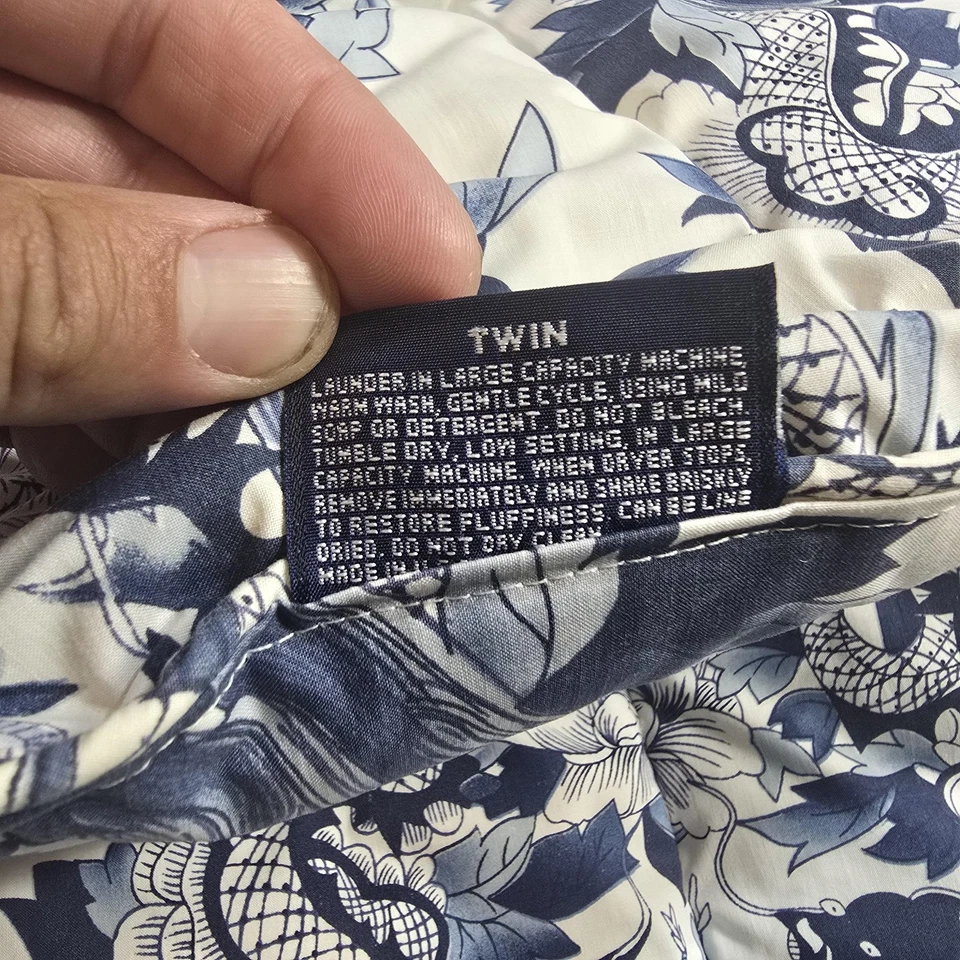 TWIN
LAUNDER IN LARGE CAPACITY MACHINE
WARM WASH, GENTLE CYCLE, USING MILD
SOAP OR DETERGENT. DO NOT BLEACH.
TUMBLE DRY, LOW SETTING, IN LARGE
CAPACITY MACHINE. WHEN DRYER STOPS
REMOVE IMMEDIATELY AND SHAKE BRISKLY
TO RESTORE FLUFFINESS. CAN BE LINE
DRIED. DO NOT DRY CLEAN
MADE IN